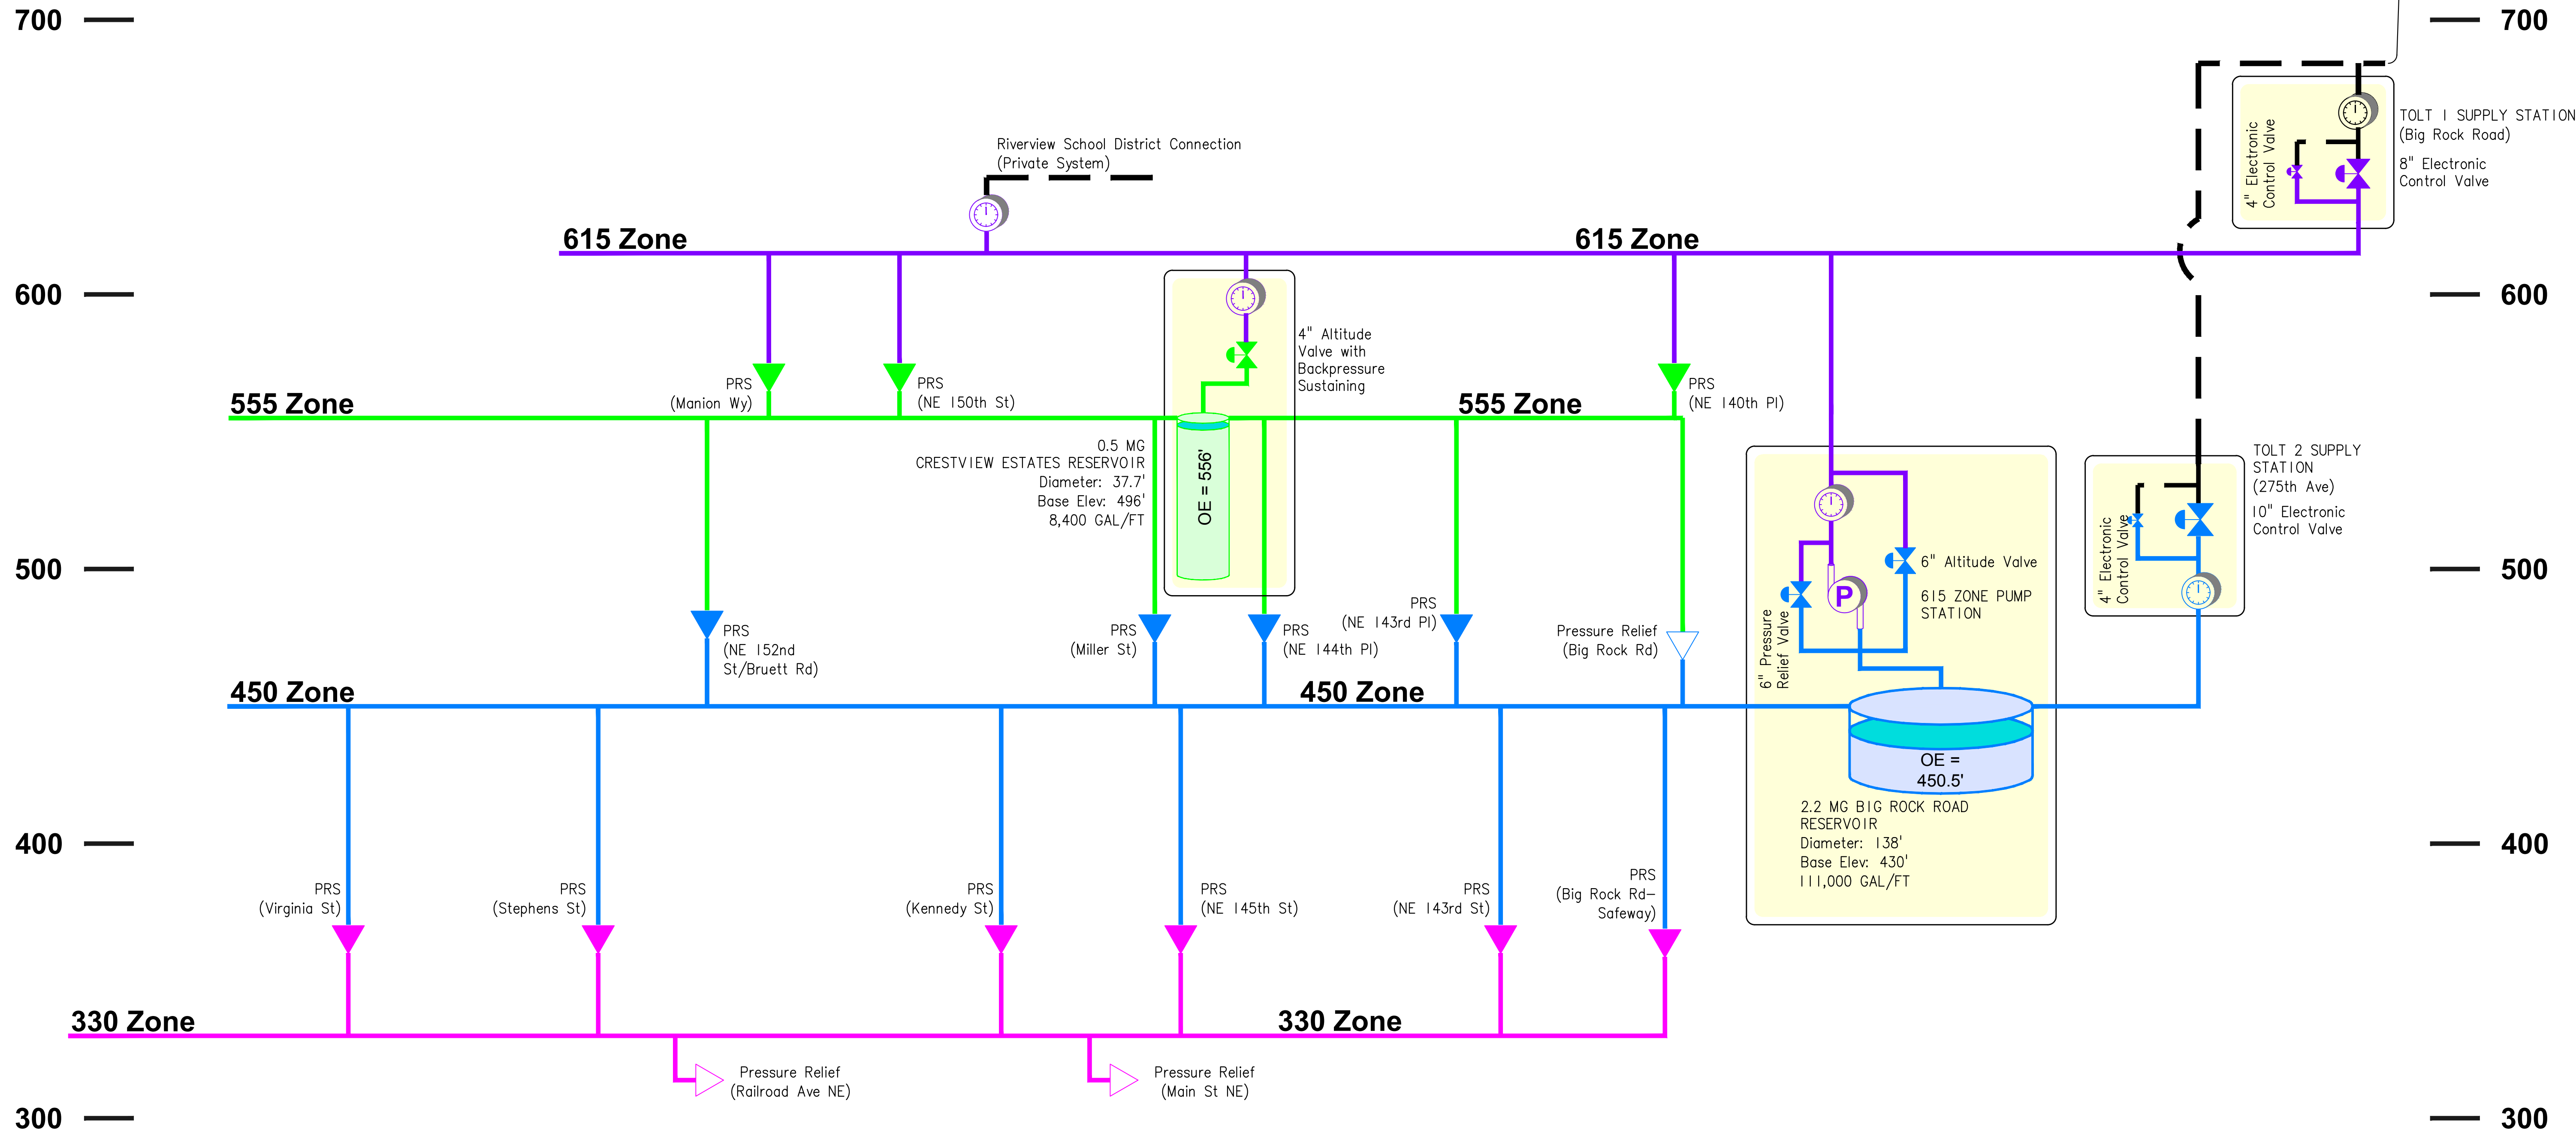 700
700
TOLT 1 SUPPLY STATION
(Big Rock Road)
4" Electronic
Control Valve
8" Electronic
Control Valve
Riverview School District Connection
(Private System)
615 Zone
615 Zone
600
600
4" Altitude
Valve with
Backpressure
Sustaining
PRS
(Manion Wy)
PRS
(NE 150th St)
PRS
(NE 140th Pl)
555 Zone
555 Zone
0.5 MG
CRESTVIEW ESTATES RESERVOIR
Diameter: 37.7'
Base Elev: 496'
8,400 GAL/FT
OE = 556'
TOLT 2 SUPPLY
STATION
(275th Ave)
10" Electronic
Control Valve
4" Electronic
Control Valve
500
500
6" Altitude Valve
615 ZONE PUMP
STATION
P
6" Pressure
Relief Valve
PRS
(NE 152nd
St/Bruett Rd)
PRS
(Miller St)
PRS
(NE 144th Pl)
PRS
(NE 143rd Pl)
Pressure Relief
(Big Rock Rd)
450 Zone
450 Zone
OE =
450.5'
2.2 MG BIG ROCK ROAD
RESERVOIR
Diameter: 138'
Base Elev: 430'
111,000 GAL/FT
400
400
PRS
(Virginia St)
PRS
(Stephens St)
PRS
(Kennedy St)
PRS
(NE 145th St)
PRS
(NE 143rd St)
PRS
(Big Rock Rd-
Safeway)
330 Zone
330 Zone
Pressure Relief
(Railroad Ave NE)
Pressure Relief
(Main St NE)
300
300